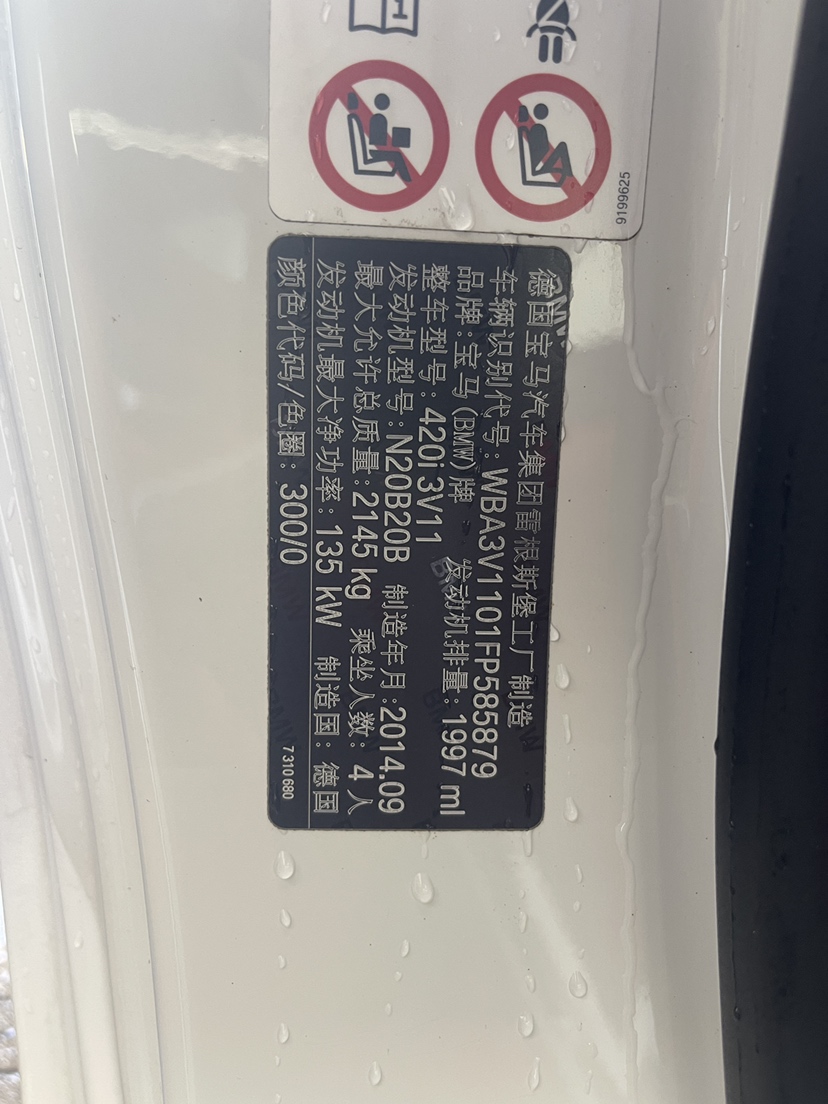 9199625
德国宝马汽车集团雷根斯堡工厂制造
车辆识别代号：WBA3V1101FP585879
品牌：宝马(BMW)牌 发动机排量：1997 ml
整车型号：420i 3V11
发动机型号：N20B20B 制造年月：2014.09
最大允许总质量：2145 kg 乘坐人数：4 人
发动机最大净功率：135 kW 制造国：德国
颜色代码/色圈：300/0
7 310 680